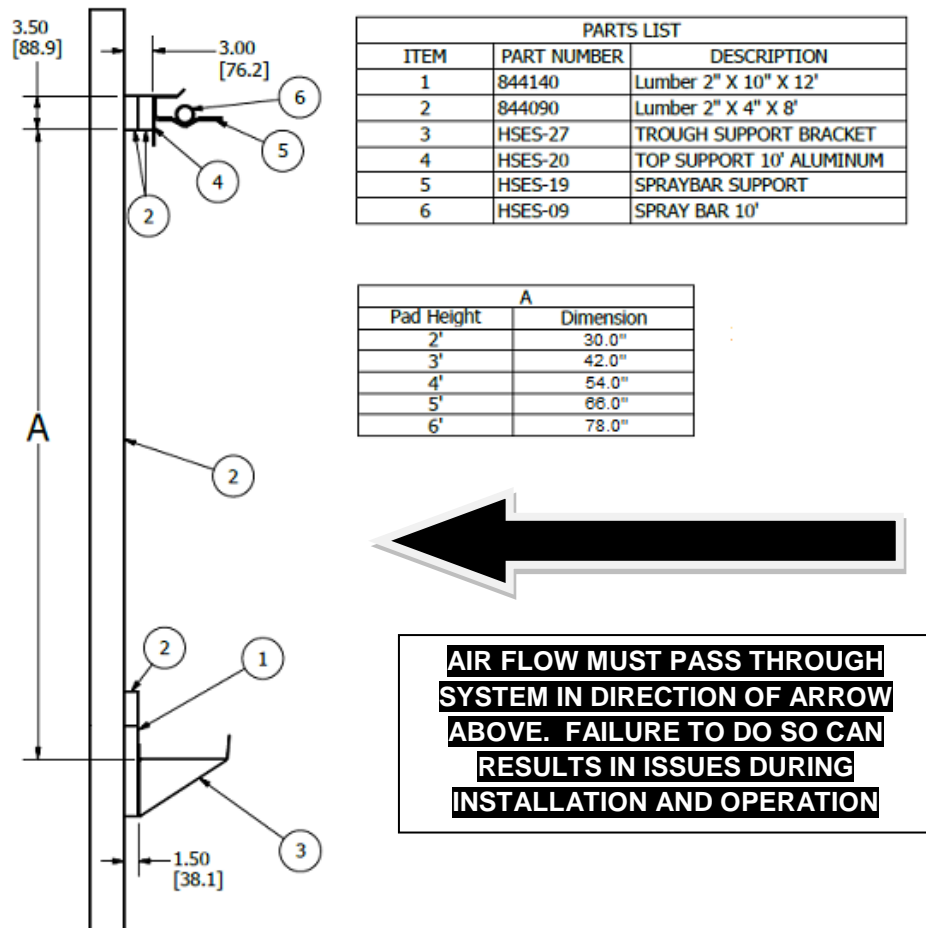 3.50
[88.9]
3.00
[76.2]
6
5
4
2
A
2
2
1
3
1.50
[38.1]
PARTS LIST
ITEM PART NUMBER DESCRIPTION
1 844140 Lumber 2" X 10" X 12'
2 844090 Lumber 2" X 4" X 8'
3 HSES-27 TROUGH SUPPORT BRACKET
4 HSES-20 TOP SUPPORT 10' ALUMINUM
5 HSES-19 SPRAYBAR SUPPORT
6 HSES-09 SPRAY BAR 10'
A
Pad Height Dimension
2' 30.0"
3' 42.0"
4' 54.0"
5' 66.0"
6' 78.0"
AIR FLOW MUST PASS THROUGH
SYSTEM IN DIRECTION OF ARROW
ABOVE. FAILURE TO DO SO CAN
RESULTS IN ISSUES DURING
INSTALLATION AND OPERATION